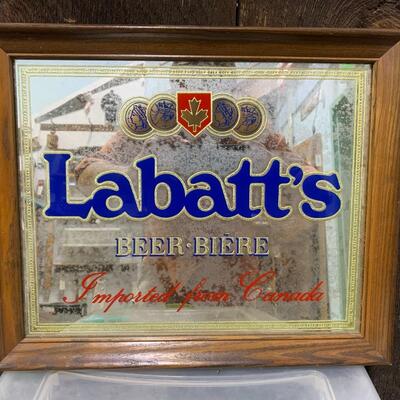 Labatt's
BEER·BIÈRE
Imported from Canada